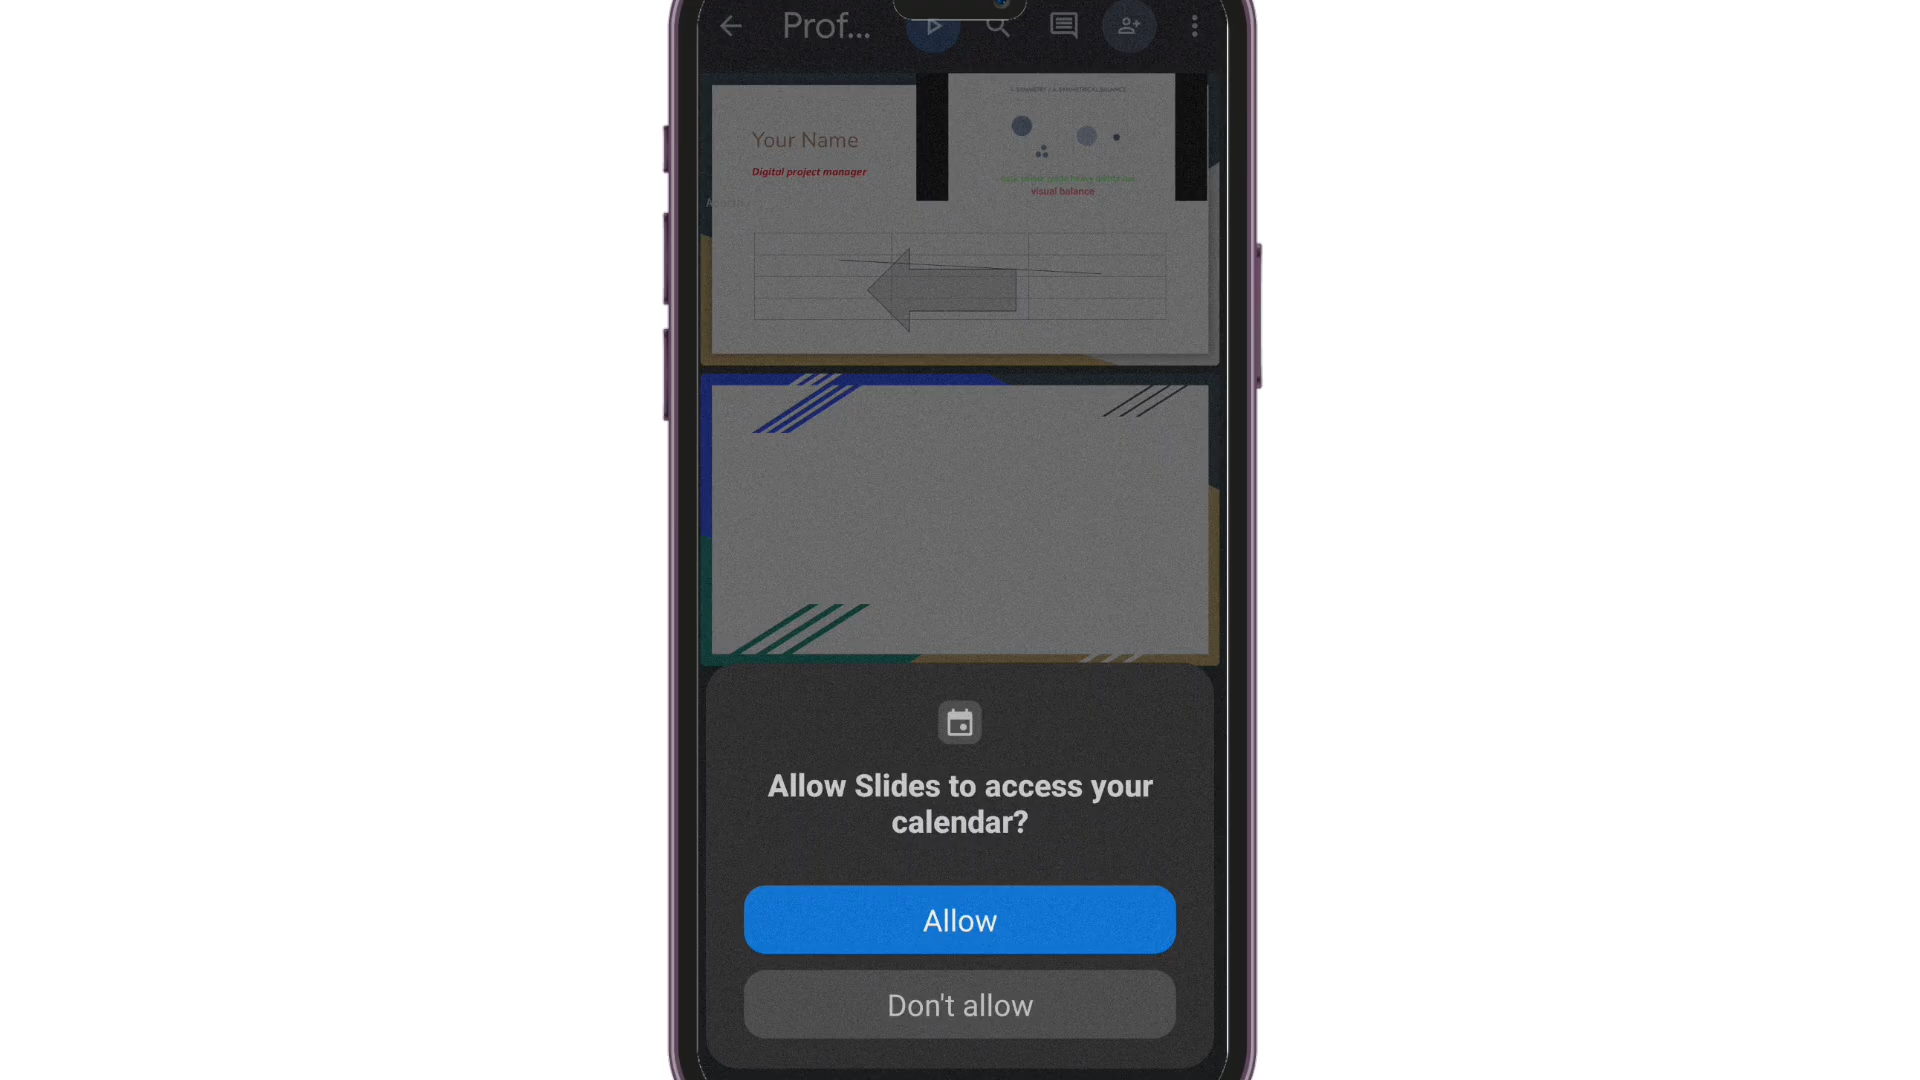 Prof...
Your Name
Digital project manager
visual balance
Allow Slides to access your
calendar?
Allow
Don't allow